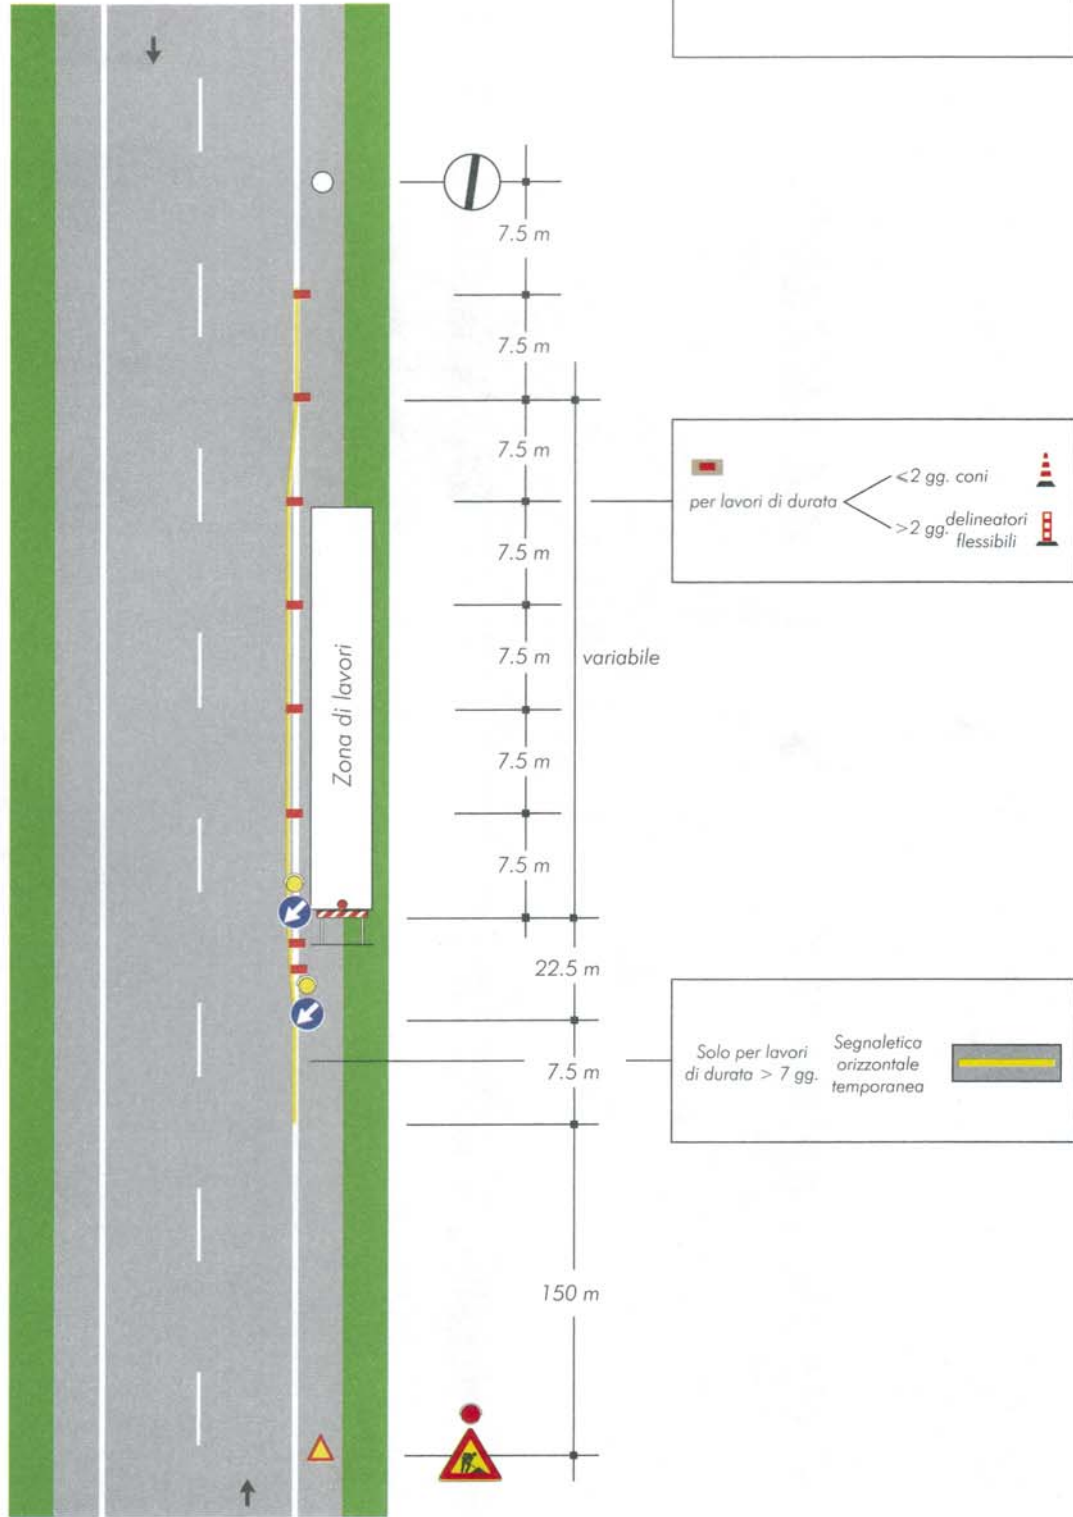 7.5 m
7.5 m
7.5 m
≤2 gg. coni
per lavori di durata
>2 gg. delineatori
flessibili
7.5 m
Zona di lavori
7.5 m
variabile
7.5 m
7.5 m
22.5 m
Solo per lavori
di durata > 7 gg.
Segnaletica
orizzontale
temporanea
7.5 m
150 m